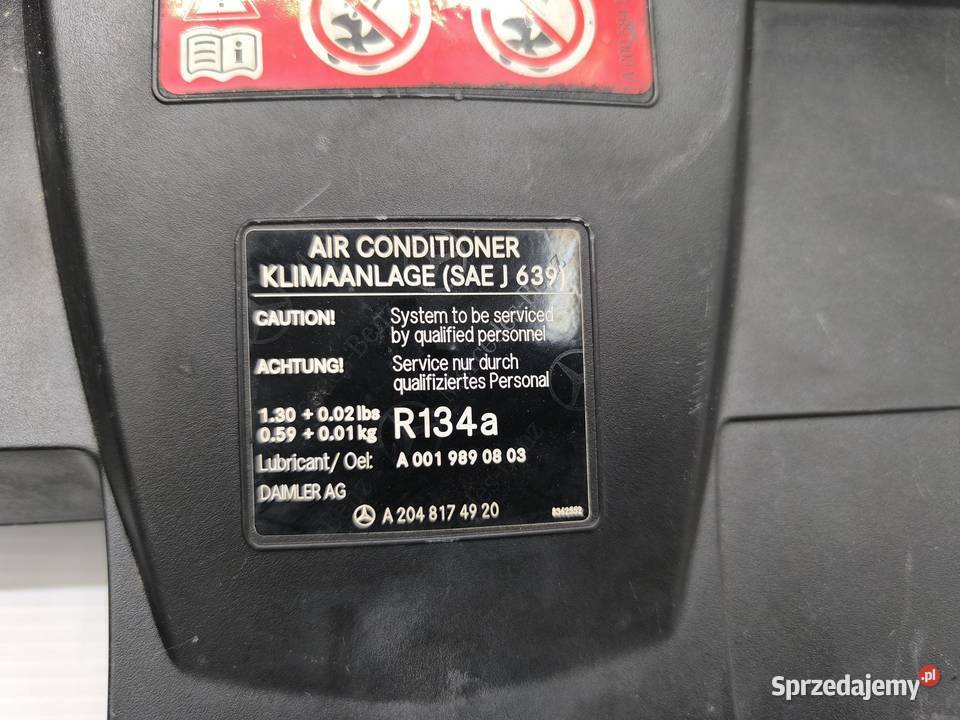 AIR CONDITIONER
KLIMAANLAGE (SAE J 639)
CAUTION! System to be serviced
by qualified personnel
ACHTUNG! Service nur durch
qualifiziertes Personal
1.30 + 0.02 lbs
0.59 + 0.01 kg R134a
Lubricant/ Oel: A 001 989 08 03
DAIMLER AG
A 204 817 49 20
8362552
Sprzedajemy.pl